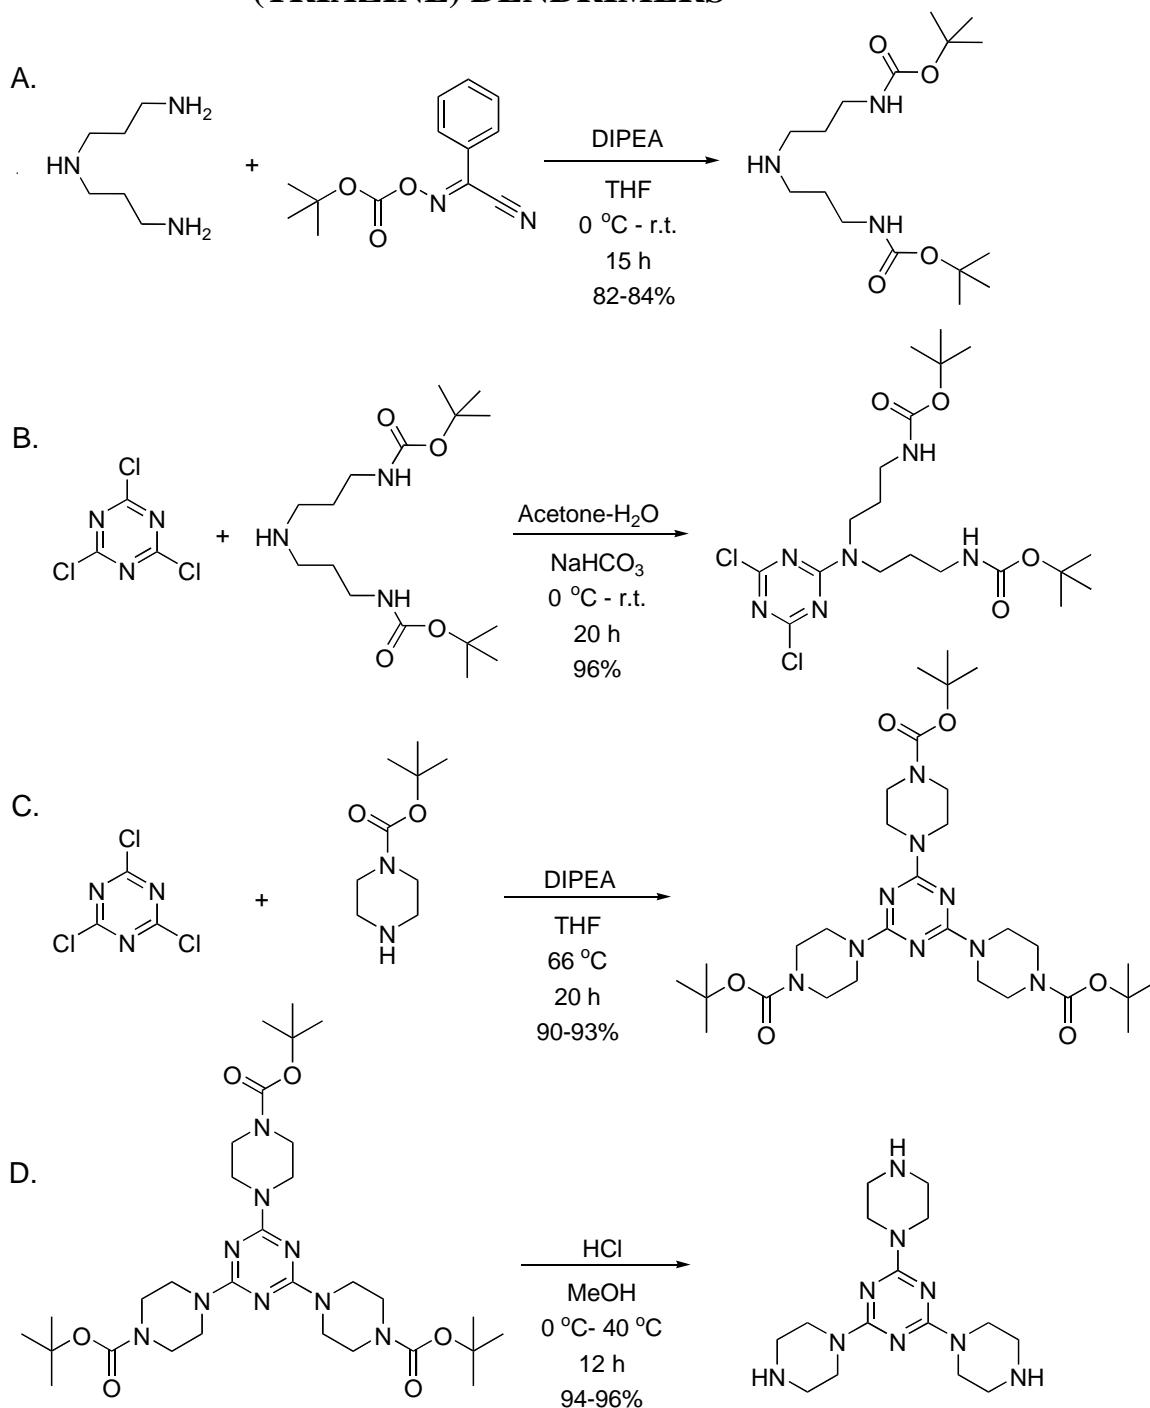 (TRIAZINE) DENDRIMERS
A.
NH2
HN
NH2
+
O
O
O
N
N
DIPEA
THF
0 °C - r.t.
15 h
82-84%
O
O
NH
HN
NH
O
O
B.
Cl
N
N
Cl
N
Cl
+
O
O
NH
HN
NH
O
O
Acetone-H2O
NaHCO3
0 °C - r.t.
20 h
96%
O
O
NH
Cl
N
N
H
N
O
N
N
O
Cl
C.
Cl
N
N
Cl
N
Cl
+
O
O
N
N
H
DIPEA
THF
66 °C
20 h
90-93%
O
O
N
N
N
N
N
N
N
O
N
N
O
O
O
D.
O
O
N
N
N
N
N
N
N
O
N
N
O
O
O
HCl
MeOH
0 °C- 40 °C
12 h
94-96%
H
N
N
N
N
N
N
N
HN
NH